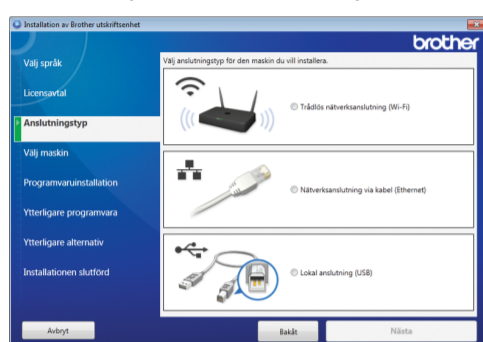 Installation av Brother utskriftsenhet
brother
Välj språk
Licensavtal
Anslutningstyp
Välj maskin
Programvaruinstallation
Ytterligare programvara
Ytterligare alternativ
Installationen slutförd
Välj anslutningstyp för den maskin du vill installera.
Trådlös nätverksanslutning (Wi-Fi)
Nätverksanslutning via kabel (Ethernet)
Lokal anslutning (USB)
Avbryt
Bakåt
Nästa